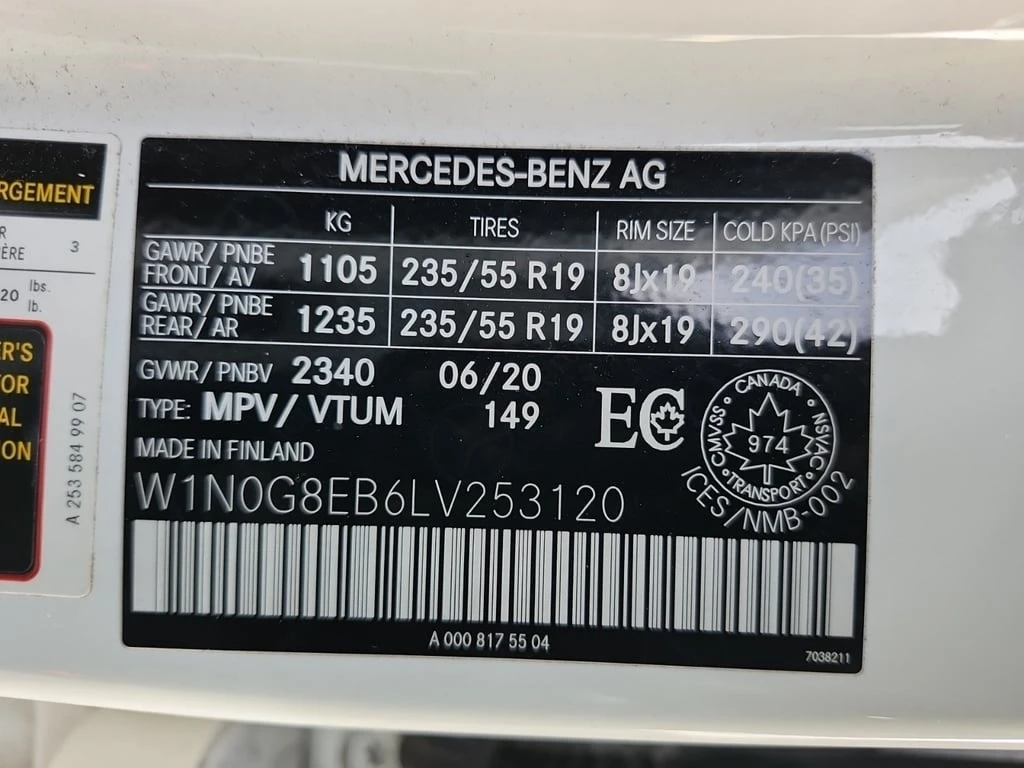 RGEMENT
R
ÈRE 3
20 lbs.
lb.
ER'S
TOR
AL
ON
A 253 584 99 07
MERCEDES-BENZ AG
KG TIRES RIM SIZE COLD KPA(PSI)
GAWR/PNBE
FRONT/AV 1105 235/55 R19 8Jx19 240(35)
GAWR/PNBE
REAR/AR 1235 235/55 R19 8Jx19 290(42)
GVWR/PNBV 2340 06/20
TYPE: MPV/VTUM 149
MADE IN FINLAND
W1N0G8EB6LV253120
EC
CANADA
CMVSS NSVAC
974
TRANSPORT
ICES/NMB-002
A 000 817 55 04
7038211